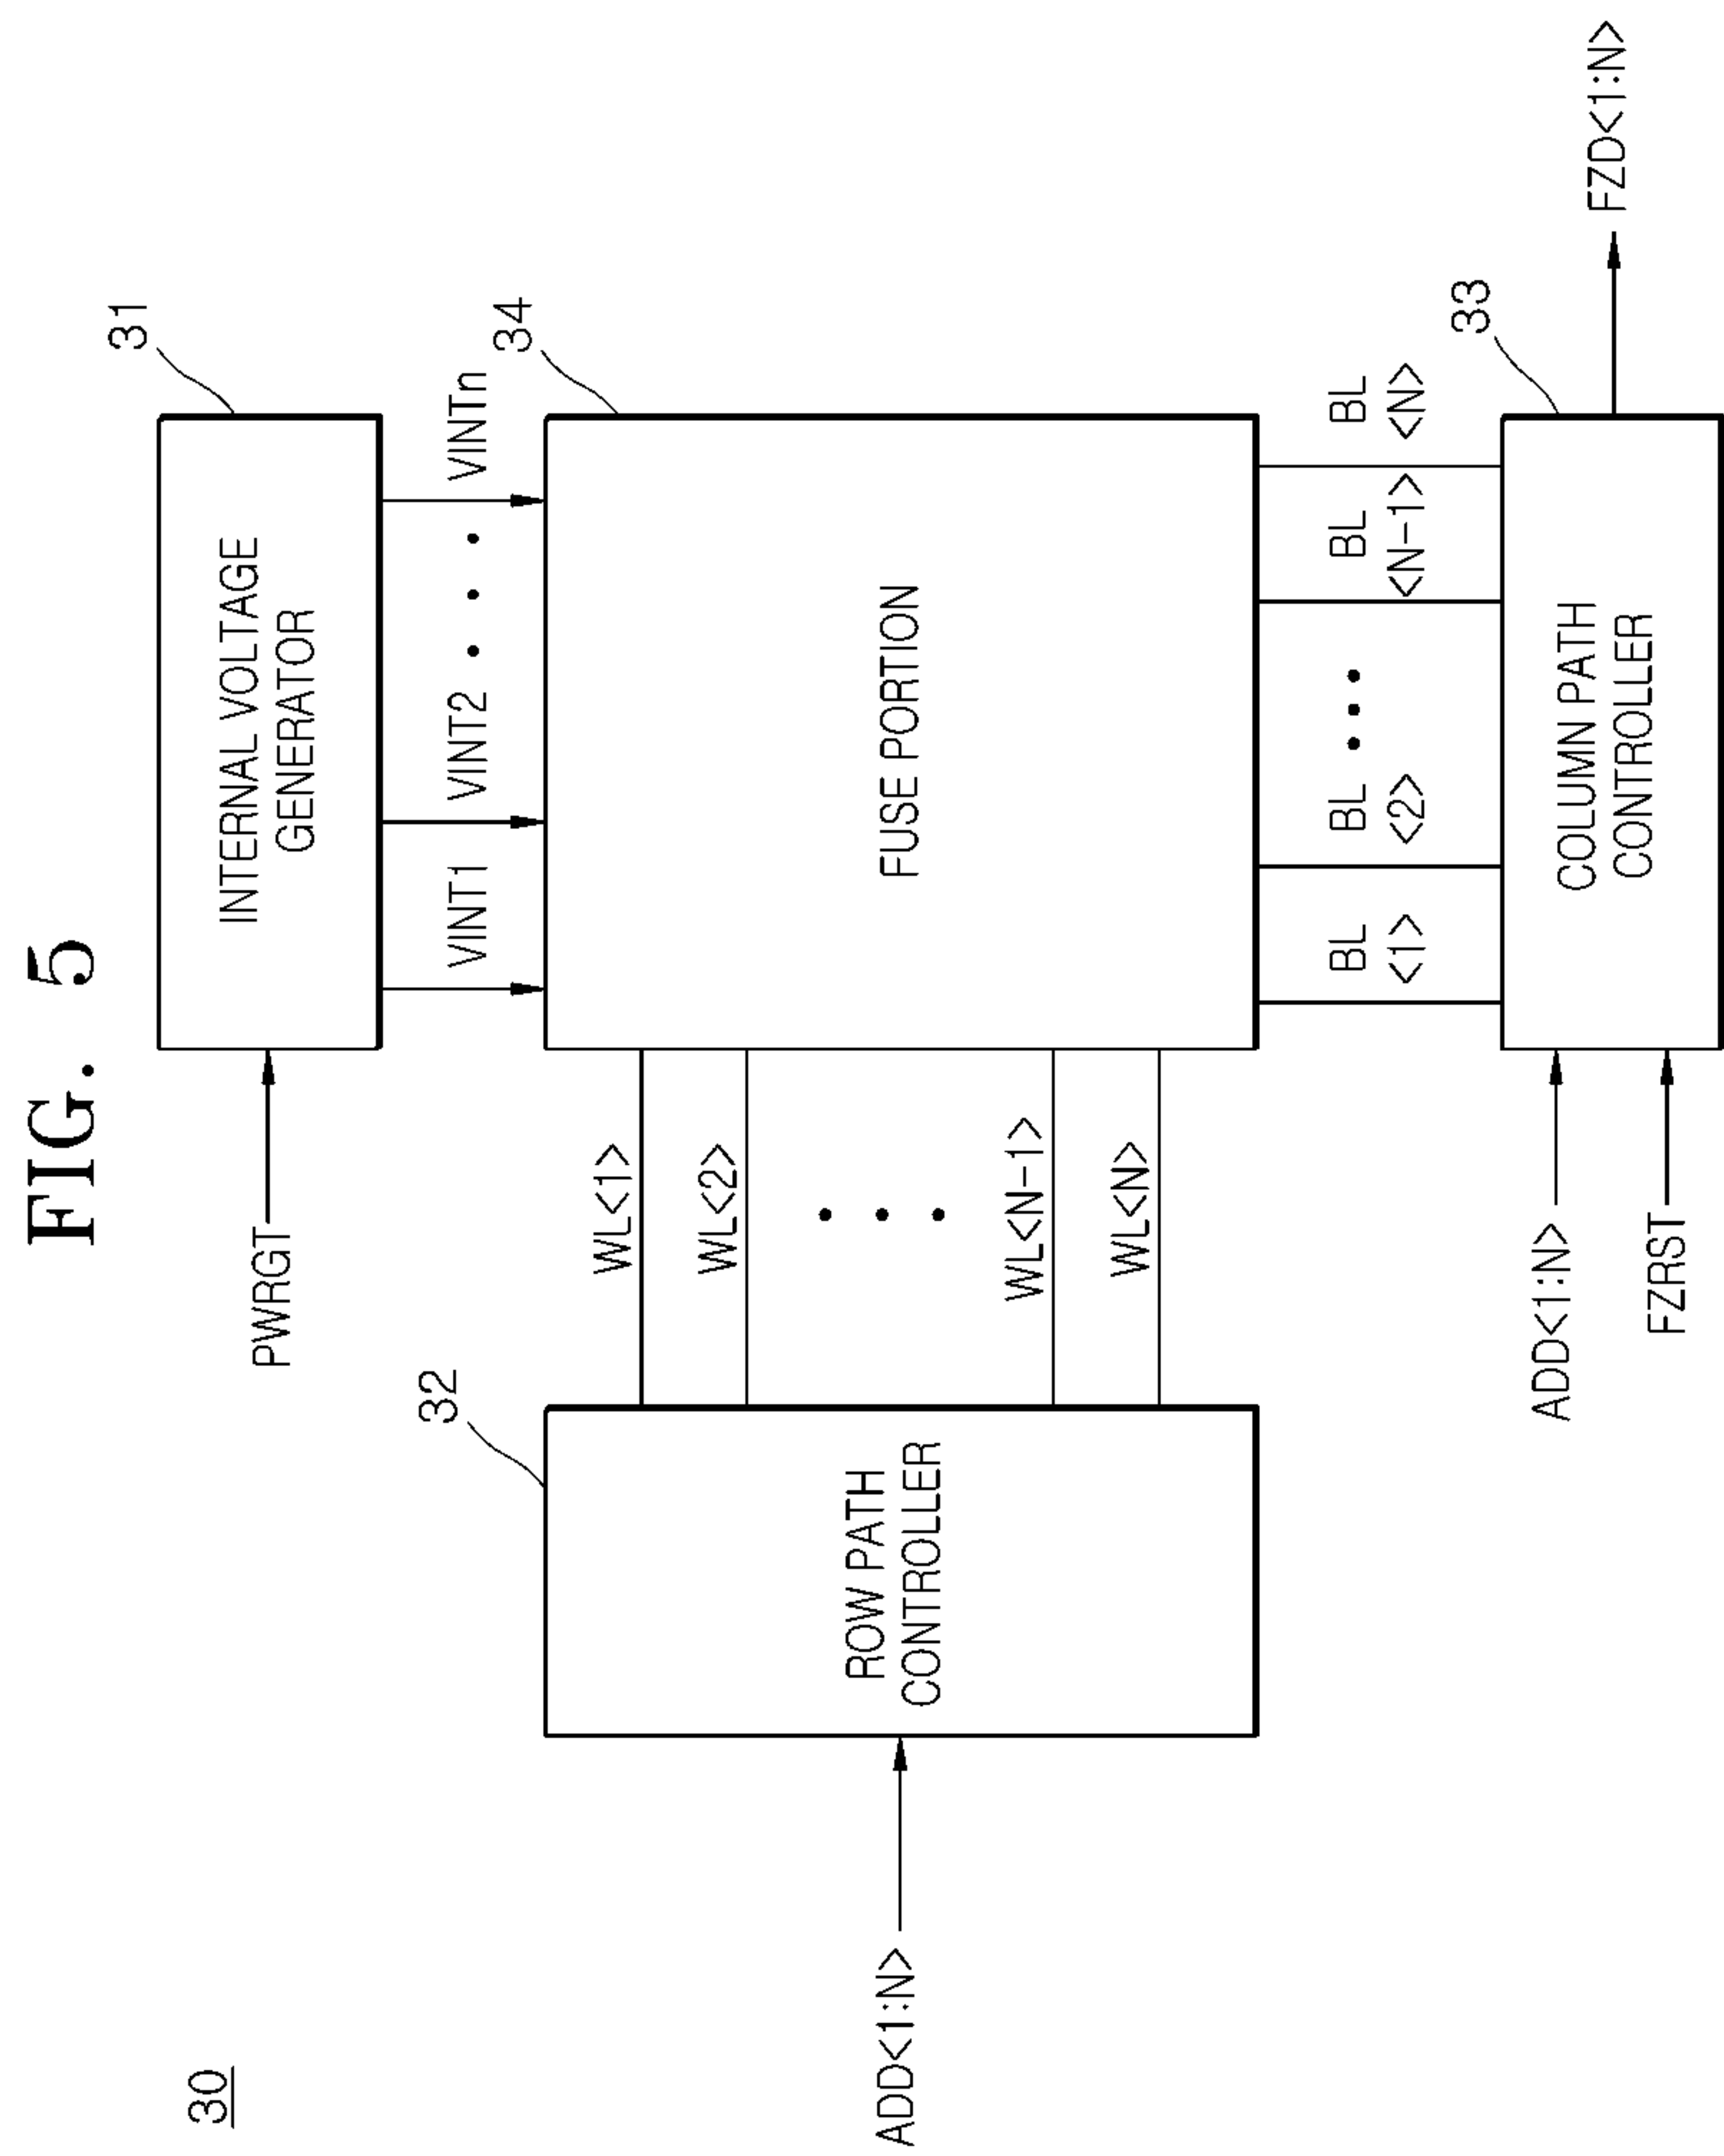 FIG. 5
30
31
INTERNAL VOLTAGE
GENERATOR
PWRGT
VINT1
VINT2
VINTn
34
32
FUSE PORTION
WL<1>
WL<2>
WL<N-1>
WL<N>
ROW PATH
CONTROLLER
ADD<1:N>
BL
<1>
BL
<2>
BL
<N-1>
BL
<N>
33
COLUMN PATH
CONTROLLER
ADD<1:N>
FZRST
FZD<1:N>